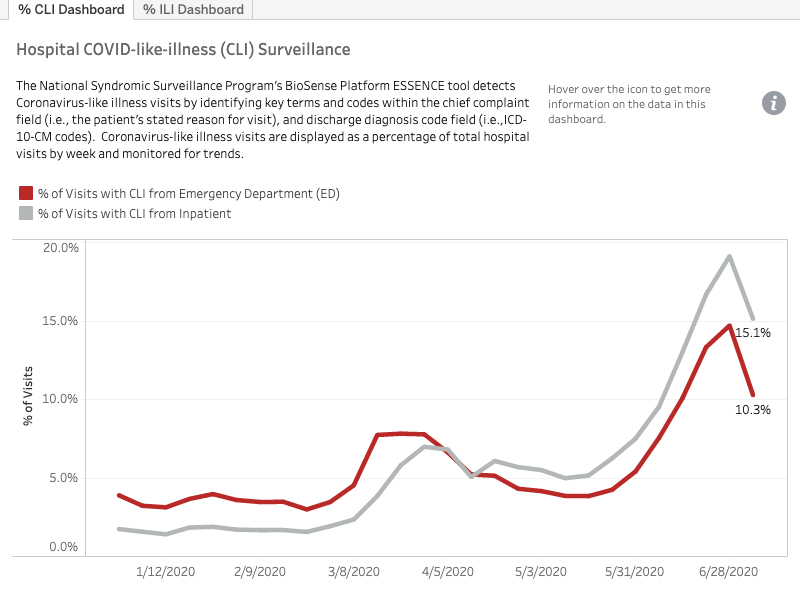 % CLI Dashboard
% ILI Dashboard
Hospital COVID-like-illness (CLI) Surveillance
The National Syndromic Surveillance Program's BioSense Platform ESSENCE tool detects
Coronavirus-like illness visits by identifying key terms and codes within the chief complaint
field (i.e., the patient's stated reason for visit), and discharge diagnosis code field (i.e.,ICD-
10-CM codes).  Coronavirus-like illness visits are displayed as a percentage of total hospital
visits by week and monitored for trends.
Hover over the icon to get more
information on the data in this
dashboard.
i
% of Visits with CLI from Emergency Department (ED)
% of Visits with CLI from Inpatient
20.0%
15.0%
10.0%
5.0%
0.0%
% of Visits
15.1%
10.3%
1/12/2020
2/9/2020
3/8/2020
4/5/2020
5/3/2020
5/31/2020
6/28/2020